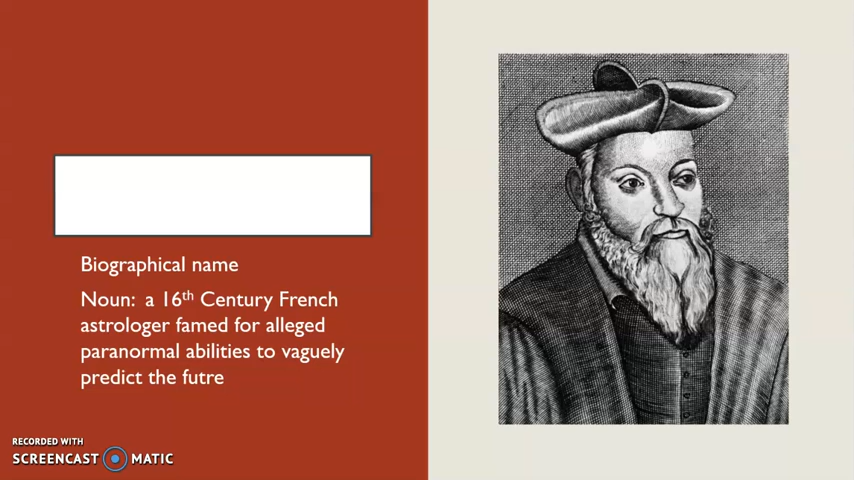 Biographical name
Noun:  a 16th Century French
astrologer famed for alleged
paranormal abilities to vaguely
predict the futre
RECORDED WITH
SCREENCAST MATIC